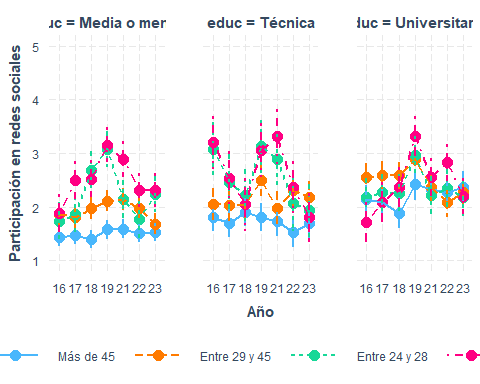 uc = Media o mer
educ = Técnica
duc = Universitar
Participación en redes sociales
5
4
3
2
1
16 17 18 19 21 22 23
16 17 18 19 21 22 23
16 17 18 19 21 22 23
Año
Más de 45
Entre 29 y 45
Entre 24 y 28